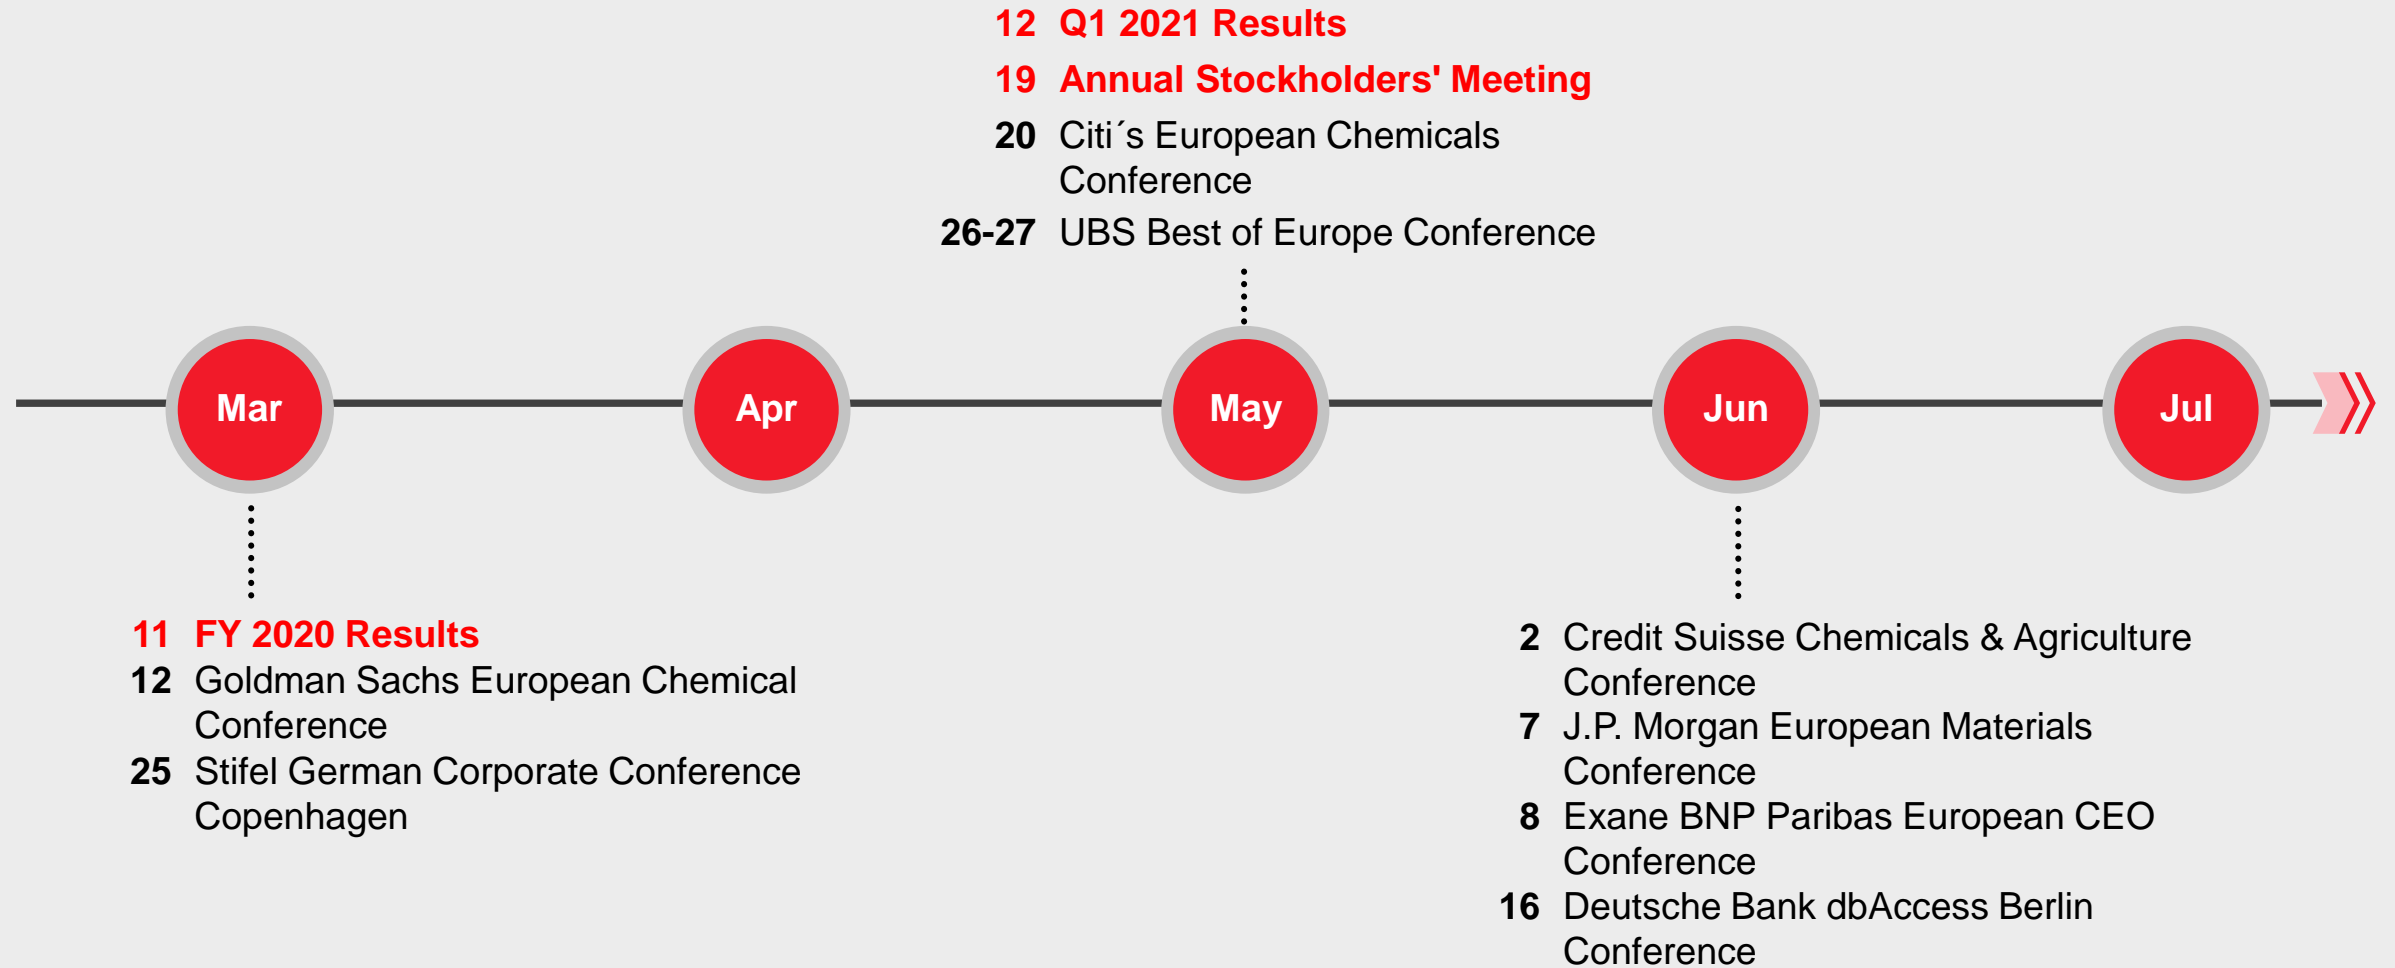 12 Q1 2021 Results
19 Annual Stockholders' Meeting
20 Citi´s European Chemicals
Conference
26-27 UBS Best of Europe Conference
Mar
Apr
May
Jun
Jul
11 FY 2020 Results
12 Goldman Sachs European Chemical
Conference
25 Stifel German Corporate Conference
Copenhagen
2 Credit Suisse Chemicals & Agriculture
Conference
7 J.P. Morgan European Materials
Conference
8 Exane BNP Paribas European CEO
Conference
16 Deutsche Bank dbAccess Berlin
Conference